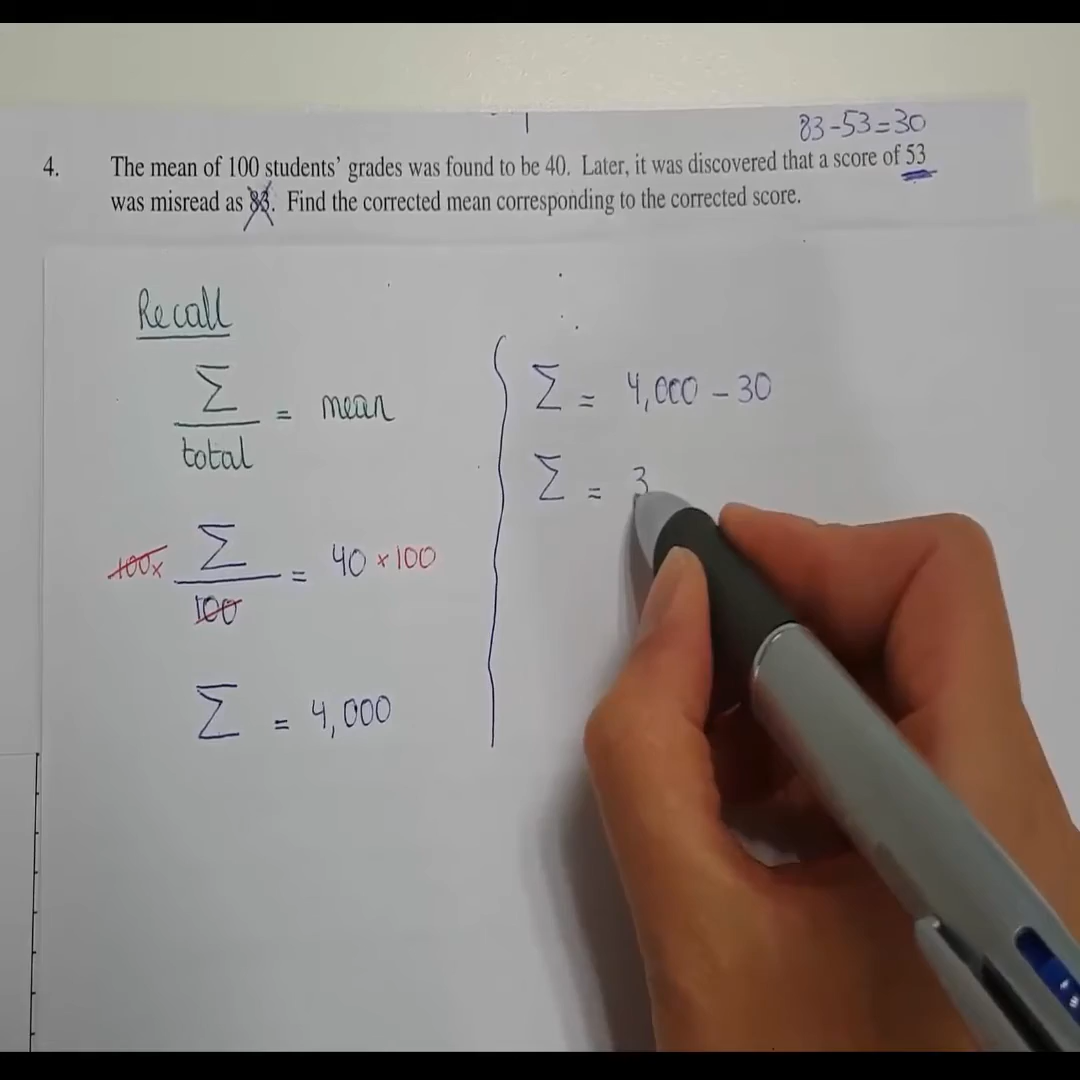 83-53=30
4. The mean of 100 students' grades was found to be 40. Later, it was discovered that a score of 53
was misread as 83. Find the corrected mean corresponding to the corrected score.
Recall
Σ
total
= mean
100× Σ = 40 × 100
100
Σ = 4,000
Σ = 4,000 - 30
Σ = 3